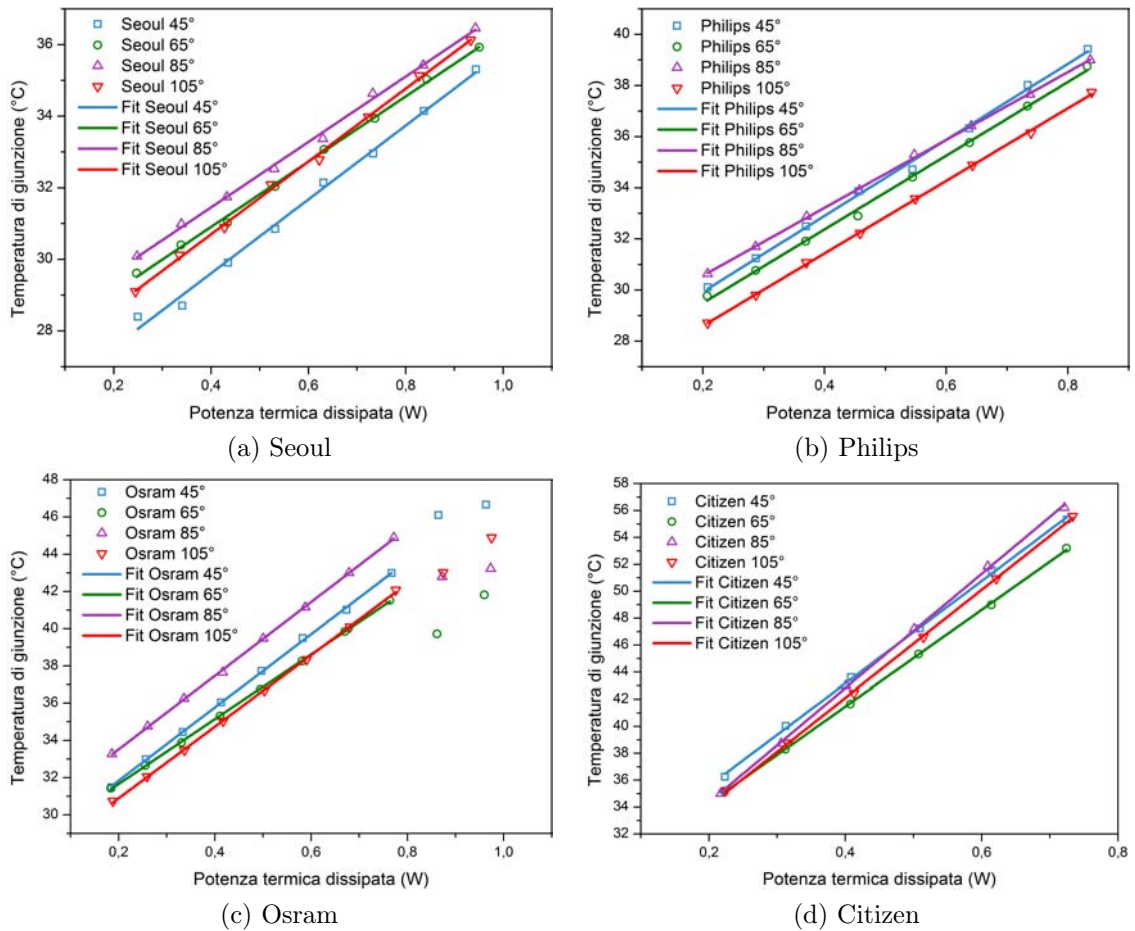 Seoul 45°
Seoul 65°
Seoul 85°
Seoul 105°
Fit Seoul 45°
Fit Seoul 65°
Fit Seoul 85°
Fit Seoul 105°
Temperatura di giunzione (°C)
36
34
32
30
28
0,2
0,4
0,6
0,8
1,0
Potenza termica dissipata (W)
(a) Seoul
Philips 45°
Philips 65°
Philips 85°
Philips 105°
Fit Philips 45°
Fit Philips 65°
Fit Philips 85°
Fit Philips 105°
Temperatura di giunzione (°C)
40
38
36
34
32
30
28
0,2
0,4
0,6
0,8
Potenza termica dissipata (W)
(b) Philips
Osram 45°
Osram 65°
Osram 85°
Osram 105°
Fit Osram 45°
Fit Osram 65°
Fit Osram 85°
Fit Osram 105°
Temperatura di giunzione (°C)
48
46
44
42
40
38
36
34
32
30
0,2
0,4
0,6
0,8
1,0
Potenza termica dissipata (W)
(c) Osram
Citizen 45°
Citizen 65°
Citizen 85°
Citizen 105°
Fit Citizen 45°
Fit Citizen 65°
Fit Citizen 85°
Fit Citizen 105°
Temperatura di giunzione (°C)
58
56
54
52
50
48
46
44
42
40
38
36
34
32
0,2
0,4
0,6
0,8
Potenza termica dissipata (W)
(d) Citizen